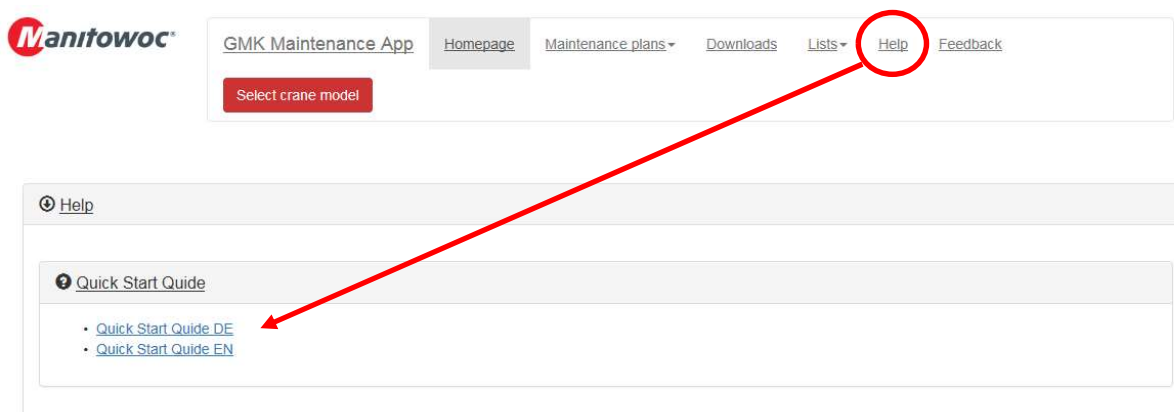 Manitowoc®
GMK Maintenance App Homepage Maintenance plans Downloads Lists Help Feedback
Select crane model
Help
Quick Start Quide
• Quick Start Quide DE
• Quick Start Quide EN